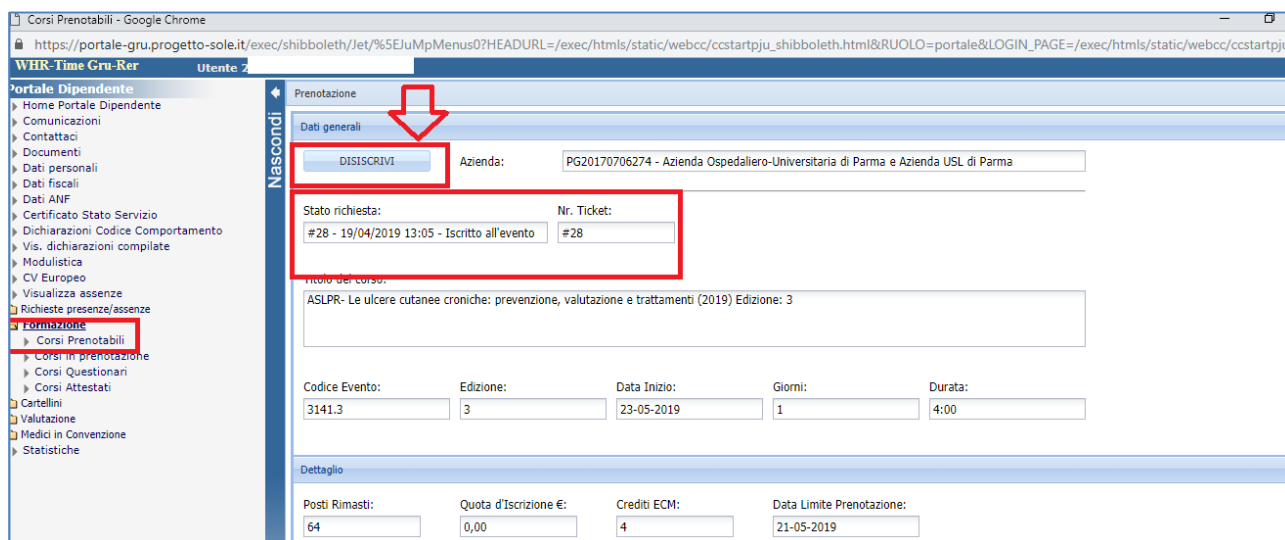 Corsi Prenotabili - Google Chrome
https://portale-gru.progetto-sole.it/exec/shibboleth/Jet/%5EJuMpMenus0?HEADURL=/exec/htmls/static/webcc/ccstartpju_shibboleth.html&RUOLO=portale&LOGIN_PAGE=/exec/htmls/static/webcc/ccstartpju
WHR-Time Gru-Rer Utente 2
Portale Dipendente
Home Portale Dipendente
Comunicazioni
Contattaci
Documenti
Dati personali
Dati fiscali
Dati ANF
Certificato Stato Servizio
Dichiarazioni Codice Comportamento
Vis. dichiarazioni compilate
Modulistica
CV Europeo
Visualizza assenze
Richieste presenze/assenze
Formazione
Corsi Prenotabili
Corsi in prenotazione
Corsi Questionari
Corsi Attestati
Cartellini
Valutazione
Medici in Convenzione
Statistiche
Nascondi
Prenotazione
Dati generali
DISISCRIVI Azienda: PG20170706274 - Azienda Ospedaliero-Universitaria di Parma e Azienda USL di Parma
Stato richiesta: Nr. Ticket:
#28 - 19/04/2019 13:05 - Iscritto all'evento #28
Titolo del corso:
ASLPR- Le ulcere cutanee croniche: prevenzione, valutazione e trattamenti (2019) Edizione: 3
Codice Evento: Edizione: Data Inizio: Giorni: Durata:
3141.3 3 23-05-2019 1 4:00
Dettaglio
Posti Rimasti: Quota d'Iscrizione €: Crediti ECM: Data Limite Prenotazione:
64 0,00 4 21-05-2019